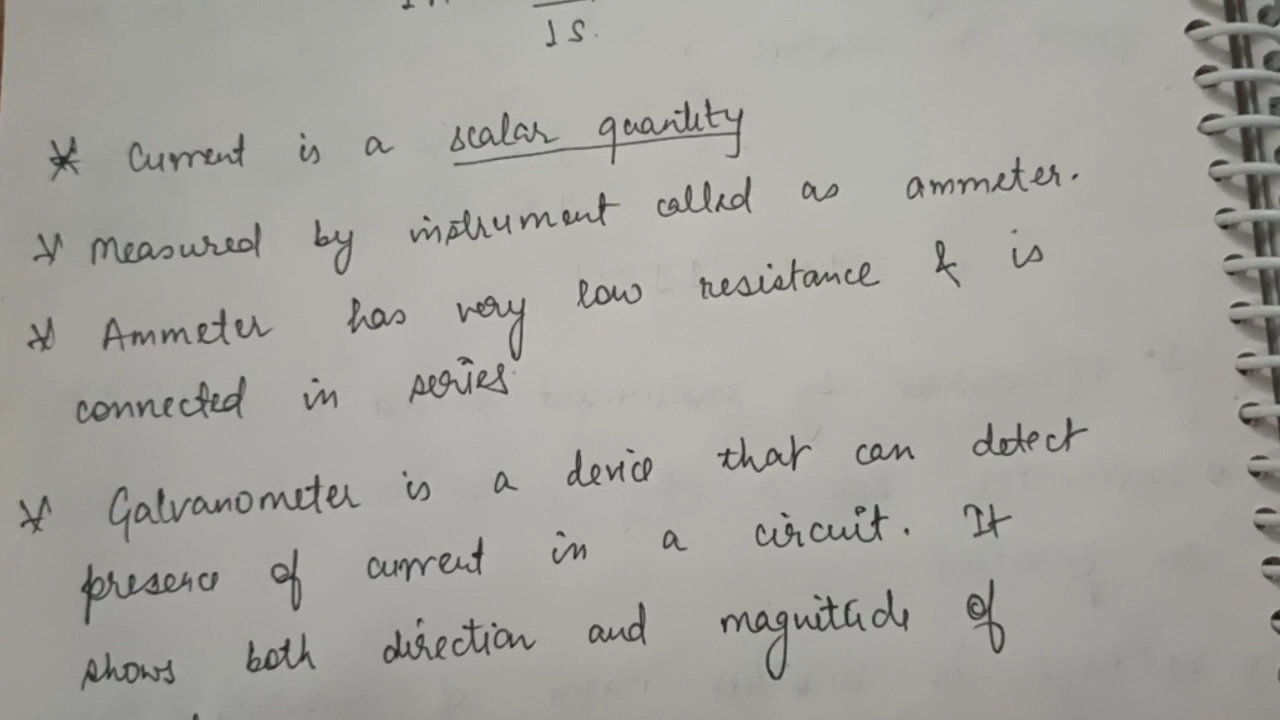 1 S.
* Current is a scalar quantity
* Measured by instrument called as ammeter.
* Ammeter has very low resistance & is
connected in series
* Galvanometer is a device that can detect
presence of current in a circuit. It
shows both direction and magnitude of